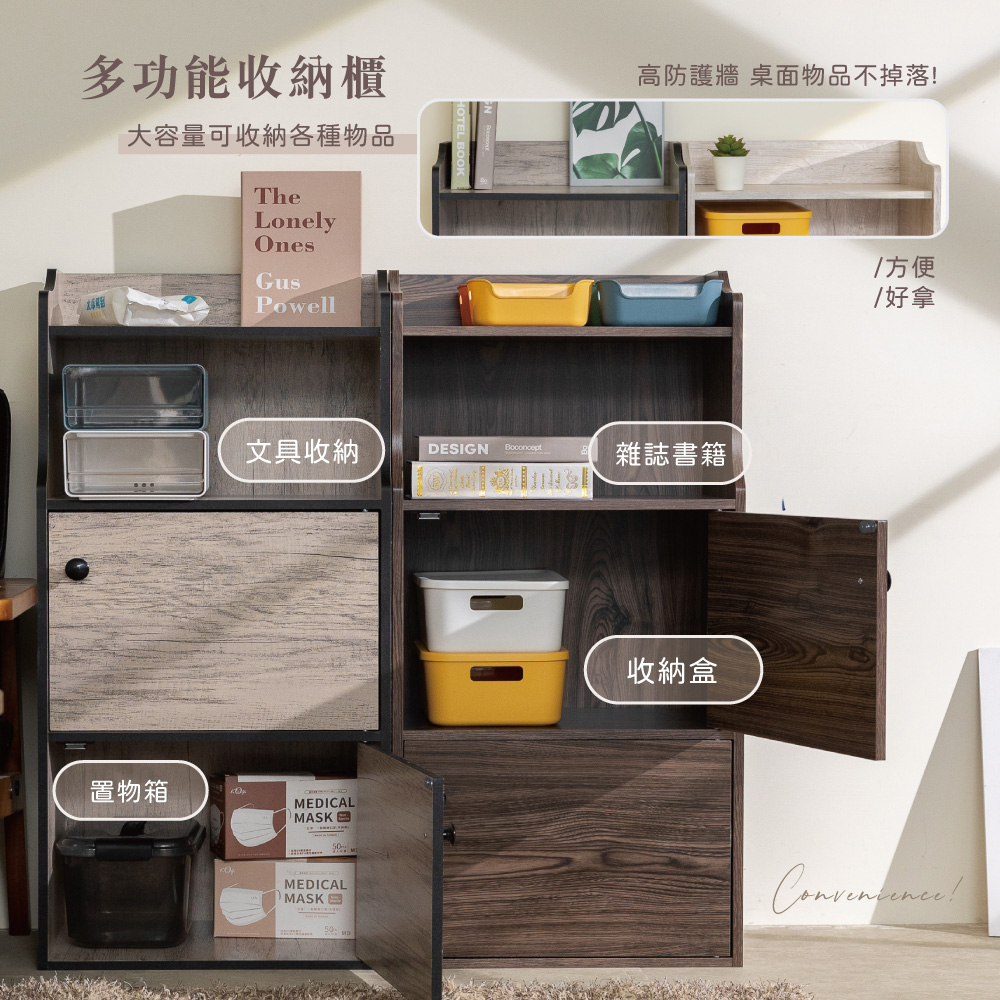 多功能收納櫃
大容量可收納各種物品
高防護牆 桌面物品不掉落!
HOTEL BOOK
/方便
/好拿
The
Lonely
Ones
Gus
Powell
文具收納
DESIGN
Boconcept
雜誌書籍
收納盒
置物箱
MEDICAL
MASK
MEDICAL
MASK
Convenience!